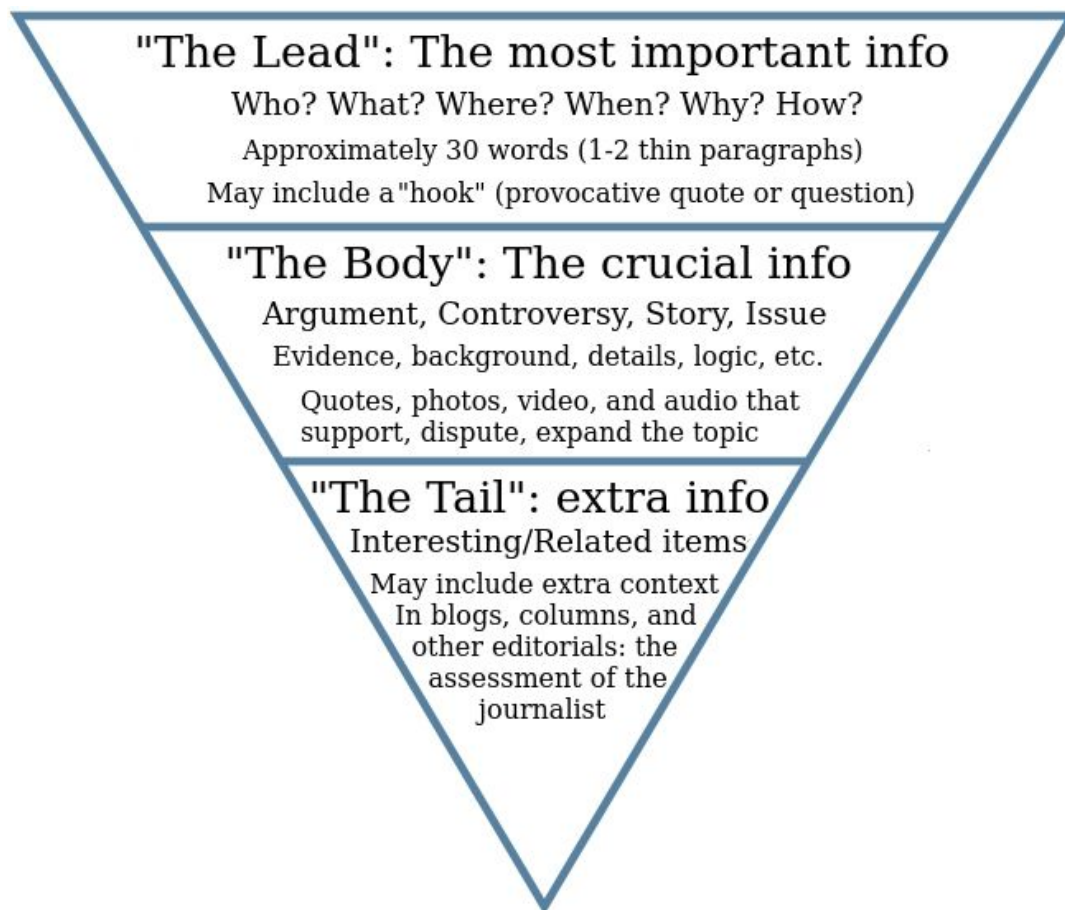 "The Lead": The most important info
Who? What? Where? When? Why? How?
Approximately 30 words (1-2 thin paragraphs)
May include a "hook" (provocative quote or question)
"The Body": The crucial info
Argument, Controversy, Story, Issue
Evidence, background, details, logic, etc.
Quotes, photos, video, and audio that
support, dispute, expand the topic
"The Tail": extra info
Interesting/Related items
May include extra context
In blogs, columns, and
other editorials: the
assessment of the
journalist